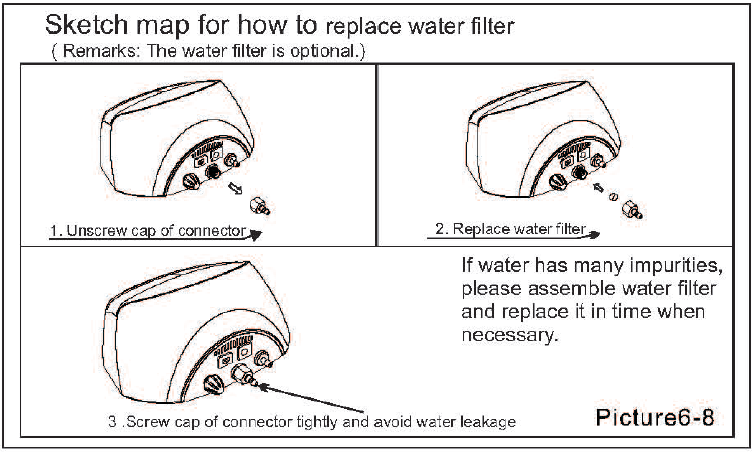 Sketch map for how to replace water filter
( Remarks: The water filter is optional.)
1. Unscrew cap of connector
2. Replace water filter
If water has many impurities,
please assemble water filter
and replace it in time when
necessary.
3 .Screw cap of connector tightly and avoid water leakage
Picture6-8